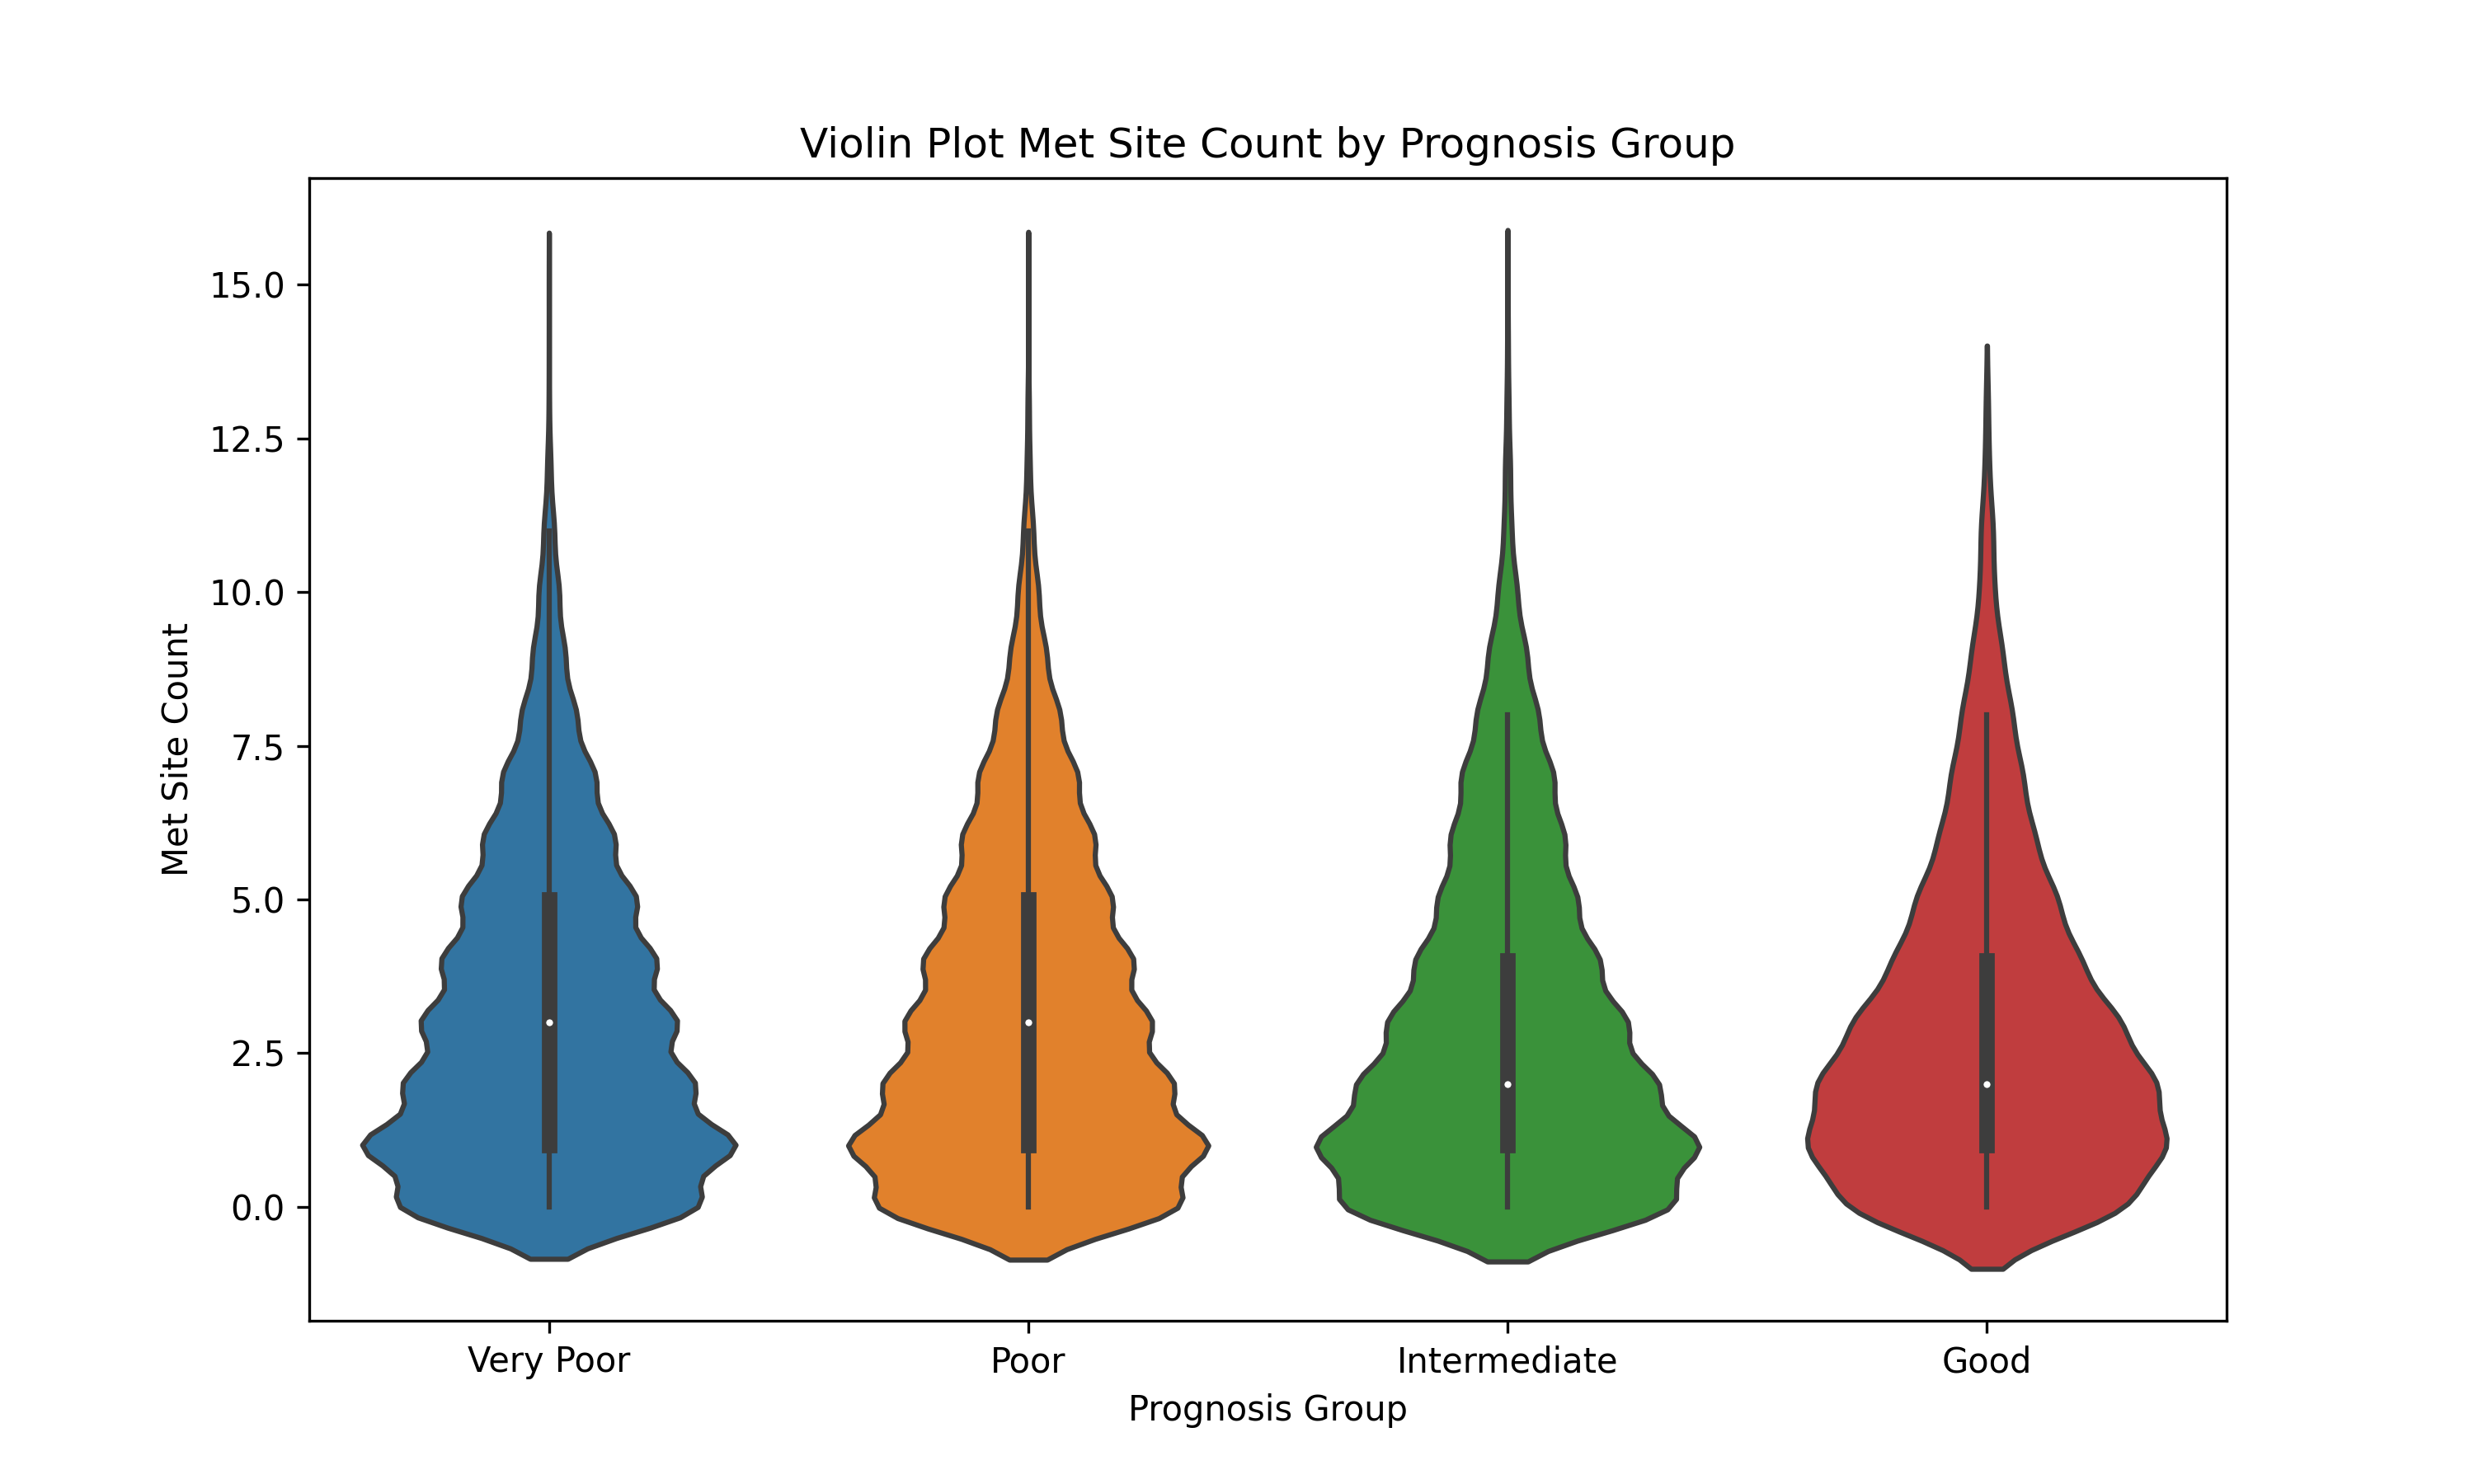 Violin Plot Met Site Count by Prognosis Group
15.0
12.5
10.0
7.5
5.0
2.5
0.0
Met Site Count
Very Poor
Poor
Intermediate
Good
Prognosis Group